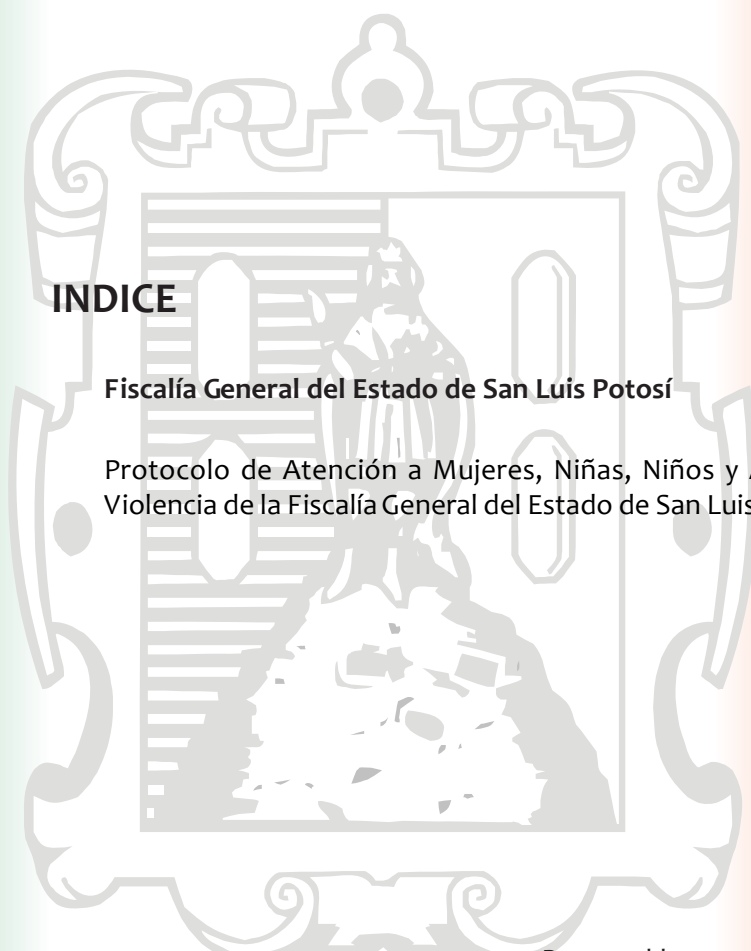 INDICE
Fiscalía General del Estado de San Luis Potosí
Protocolo de Atención a Mujeres, Niñas, Niños y
Violencia de la Fiscalía General del Estado de San Luis